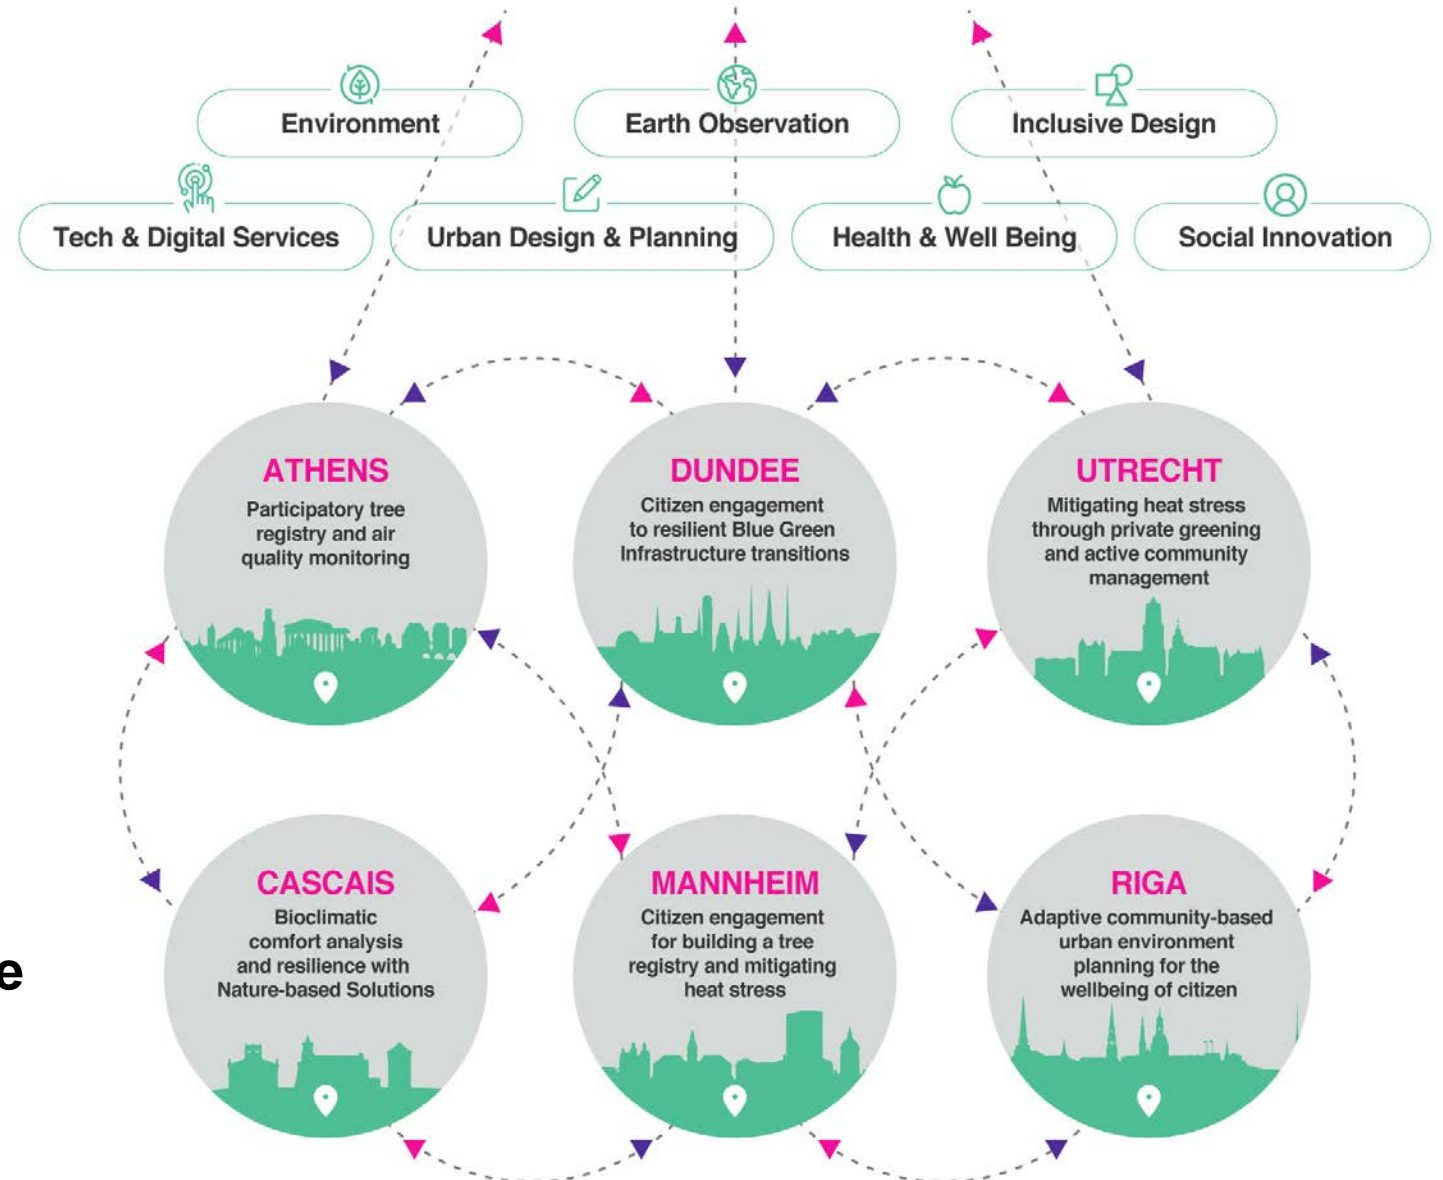 Environment
Earth Observation
Inclusive Design
Tech & Digital Services
Urban Design & Planning
Health & Well Being
Social Innovation
ATHENS
Participatory tree
registry and air
quality monitoring
DUNDEE
Citizen engagement
to resilient Blue Green
Infrastructure transitions
UTRECHT
Mitigating heat stress
through private greening
and active community
management
CASCAIS
Bioclimatic
comfort analysis
and resilience with
Nature-based Solutions
MANNHEIM
Citizen engagement
for building a tree
registry and mitigating
heat stress
RIGA
Adaptive community-based
urban environment
planning for the
wellbeing of citizen